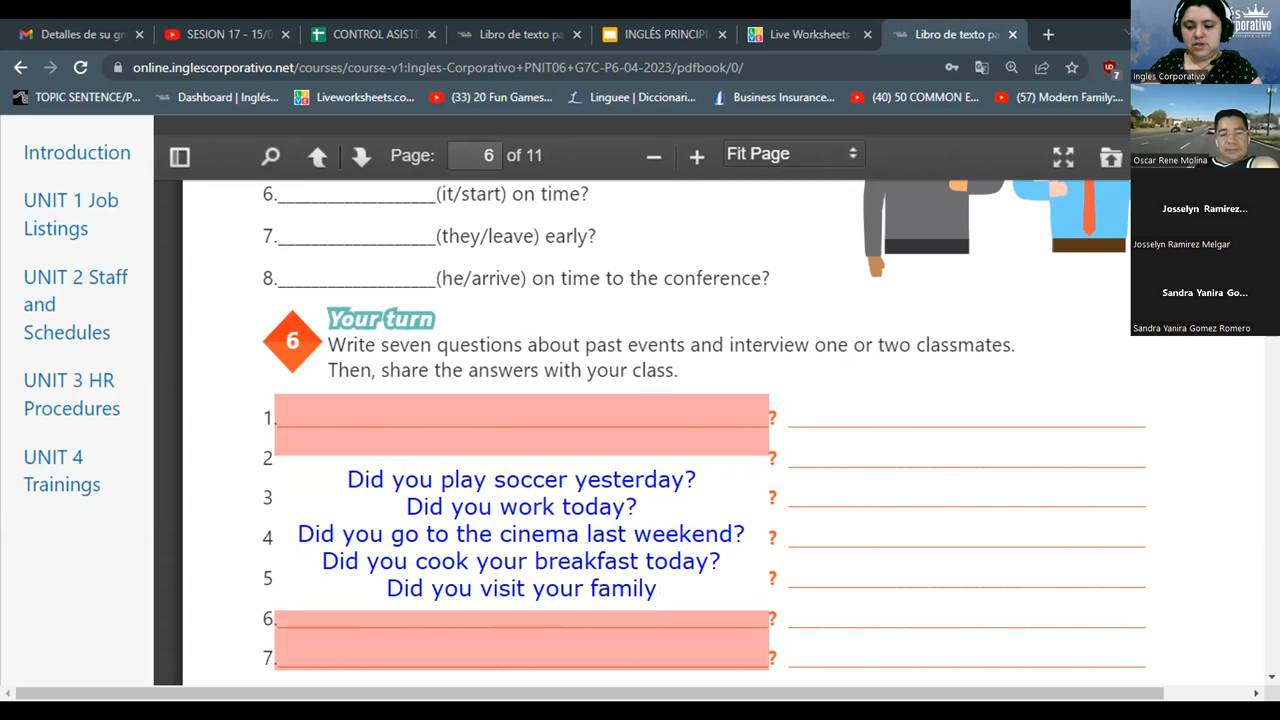 Detalles de su gn
SESION 17 - 15/0
CONTROL ASISTE
Libro de texto pa
INGLÉS PRINCIPI
Live Worksheets
Libro de texto pa
online.inglescorporativo.net/courses/course-v1:Ingles-Corporativo+PNIT06+G7C-P6-04-2023/pdfbook/0/
7
TOPIC SENTENCE/P...
Dashboard | Inglés...
Liveworksheets.co...
(33) 20 Fun Games...
Linguee | Diccionari...
Business Insurance...
(40) 50 COMMON E...
(57) Modern Family:...
Ingles Corporativo
Oscar Rene Molina
Josselyn Ramirez...
Josselyn Ramirez Melgar
Sandra Yanira Go...
Sandra Yanira Gomez Romero
Introduction
UNIT 1 Job
Listings
UNIT 2 Staff
and
Schedules
UNIT 3 HR
Procedures
UNIT 4
Trainings
Page: 6 of 11
Fit Page
6.__________________(it/start) on time?
7.__________________(they/leave) early?
8.__________________(he/arrive) on time to the conference?
6
Your turn
Write seven questions about past events and interview one or two classmates.
Then, share the answers with your class.
1. ?
2 ?
3 ?
4 ?
5 ?
6. ?
7. ?
Did you play soccer yesterday?
Did you work today?
Did you go to the cinema last weekend?
Did you cook your breakfast today?
Did you visit your family